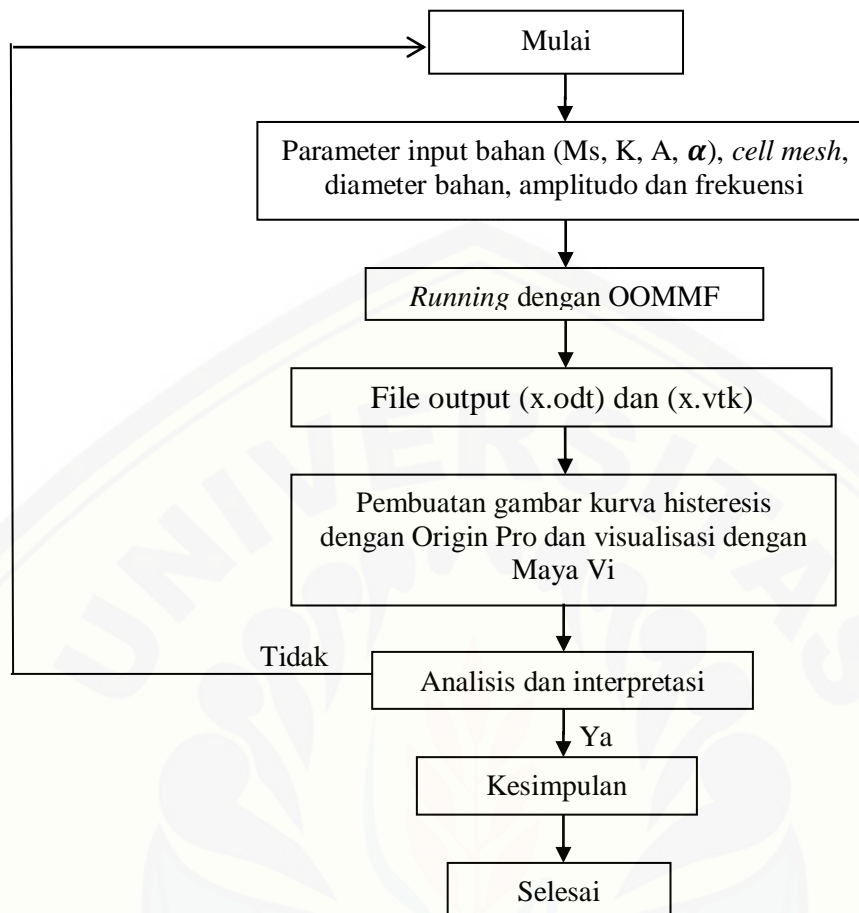 Mulai
Parameter input bahan (Ms, K, A, α), cell mesh,
diameter bahan, amplitudo dan frekuensi
Running dengan OOMMF
File output (x.odt) dan (x.vtk)
Pembuatan gambar kurva histeresis
dengan Origin Pro dan visualisasi dengan
Maya Vi
Tidak
Analisis dan interpretasi
Ya
Kesimpulan
Selesai
UNIVERSITAS